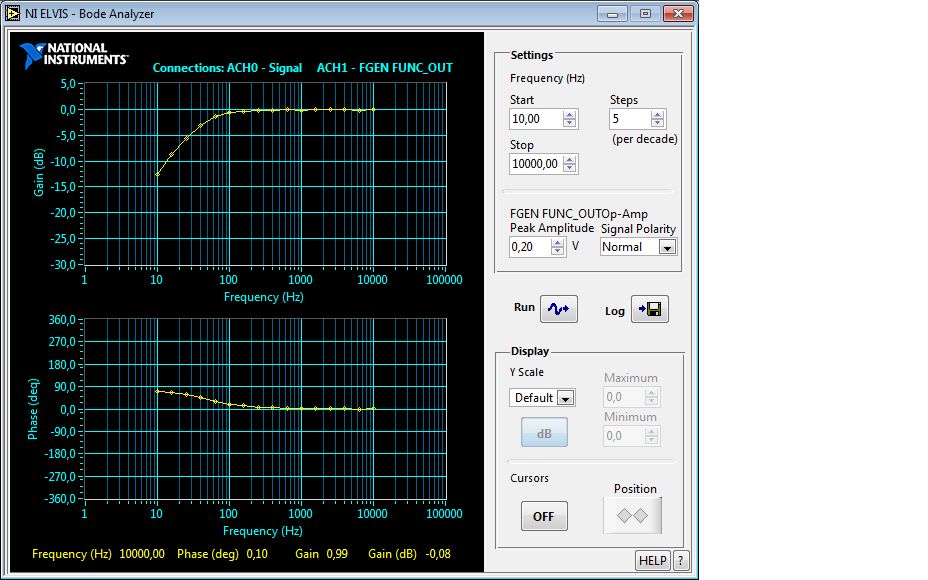 NI ELVIS - Bode Analyzer
NATIONAL
INSTRUMENTS™
Connections: ACH0 - Signal ACH1 - FGEN FUNC_OUT
5,0
0,0
-5,0
-10,0
-15,0
-20,0
-25,0
-30,0
Gain (dB)
1 10 100 1000 10000 100000
Frequency (Hz)
360,0
270,0
180,0
90,0
0,0
-90,0
-180,0
-270,0
-360,0
Phase (deq)
1 10 100 1000 10000 100000
Frequency (Hz)
Frequency (Hz) 10000,00 Phase (deg) 0,10 Gain 0,99 Gain (dB) -0,08
Settings
Frequency (Hz)
Start Steps
10,00 5
(per decade)
Stop
10000,00
FGEN FUNC_OUTOp-Amp
Peak Amplitude Signal Polarity
0,20 V Normal
Run Log
Display
Y Scale Maximum
Default 0,0
Minimum
dB 0,0
Cursors
Position
OFF
HELP ?